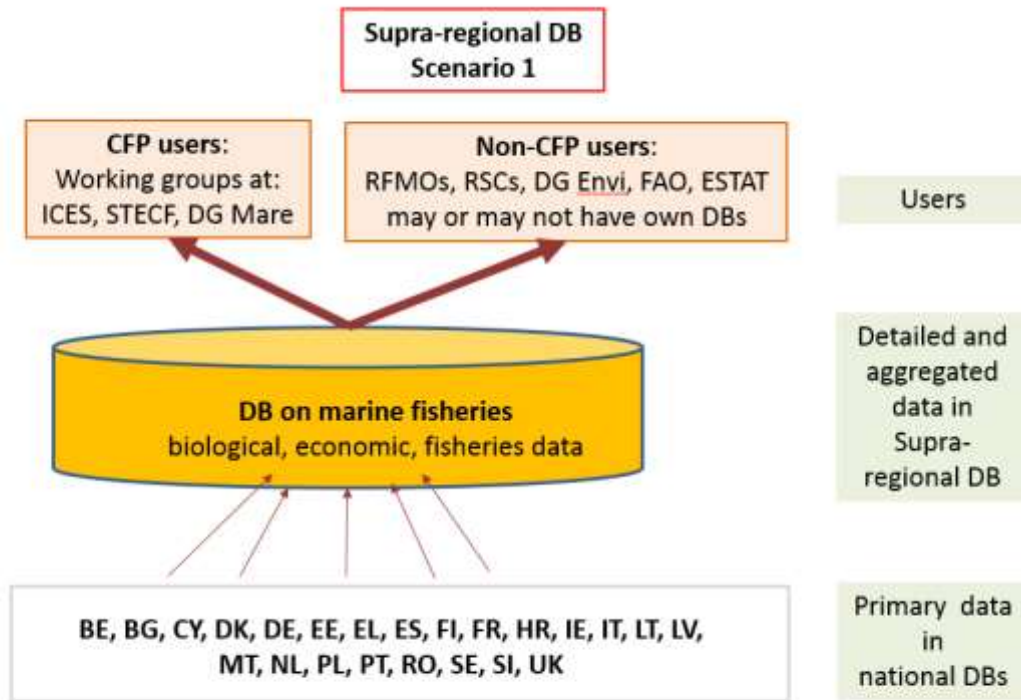 Supra-regional DB
Scenario 1
CFP users:
Working groups at:
ICES, STECF, DG Mare
Non-CFP users:
RFMOs, RSCs, DG Envi, FAO, ESTAT
may or may not have own DBs
Users
DB on marine fisheries
biological, economic, fisheries data
Detailed and
aggregated
data in
Supra-
regional DB
BE, BG, CY, DK, DE, EE, EL, ES, FI, FR, HR, IE, IT, LT, LV,
MT, NL, PL, PT, RO, SE, SI, UK
Primary data
in
national DBs